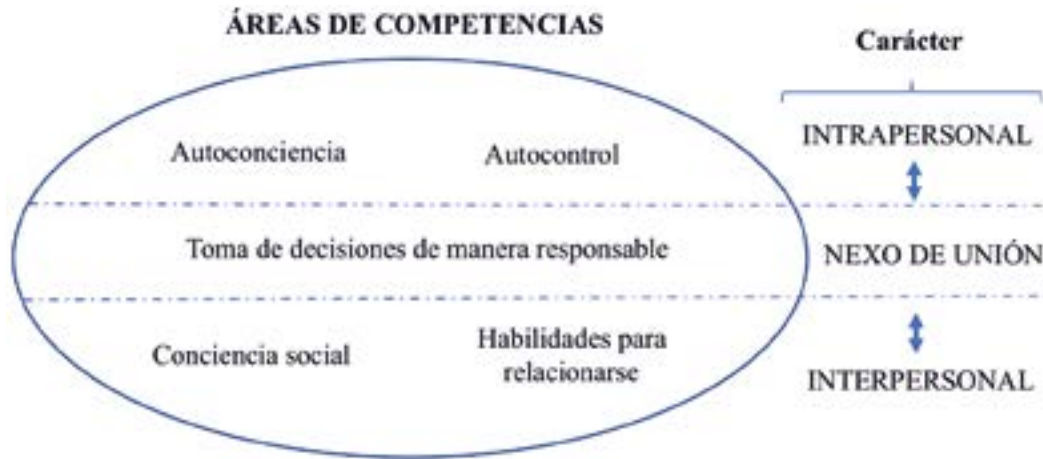 ÁREAS DE COMPETENCIAS
Carácter
Autoconciencia
Autocontrol
INTRAPERSONAL
Toma de decisiones de manera responsable
NEXO DE UNIÓN
Conciencia social
Habilidades para
relacionarse
INTERPERSONAL